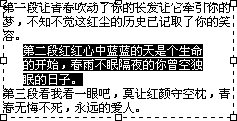 第一段让青春吹动了你的长发让它牵引你的
梦，不知不觉这红尘的历史已记取了你的笑
容。
第二段红红心中蓝蓝的天是个生命
的开始，春雨不眠隔夜的你曾空独
眠的日子。
第三段看我看一眼吧，莫让红颜守空枕，青
春无悔不死，永远的爱人。